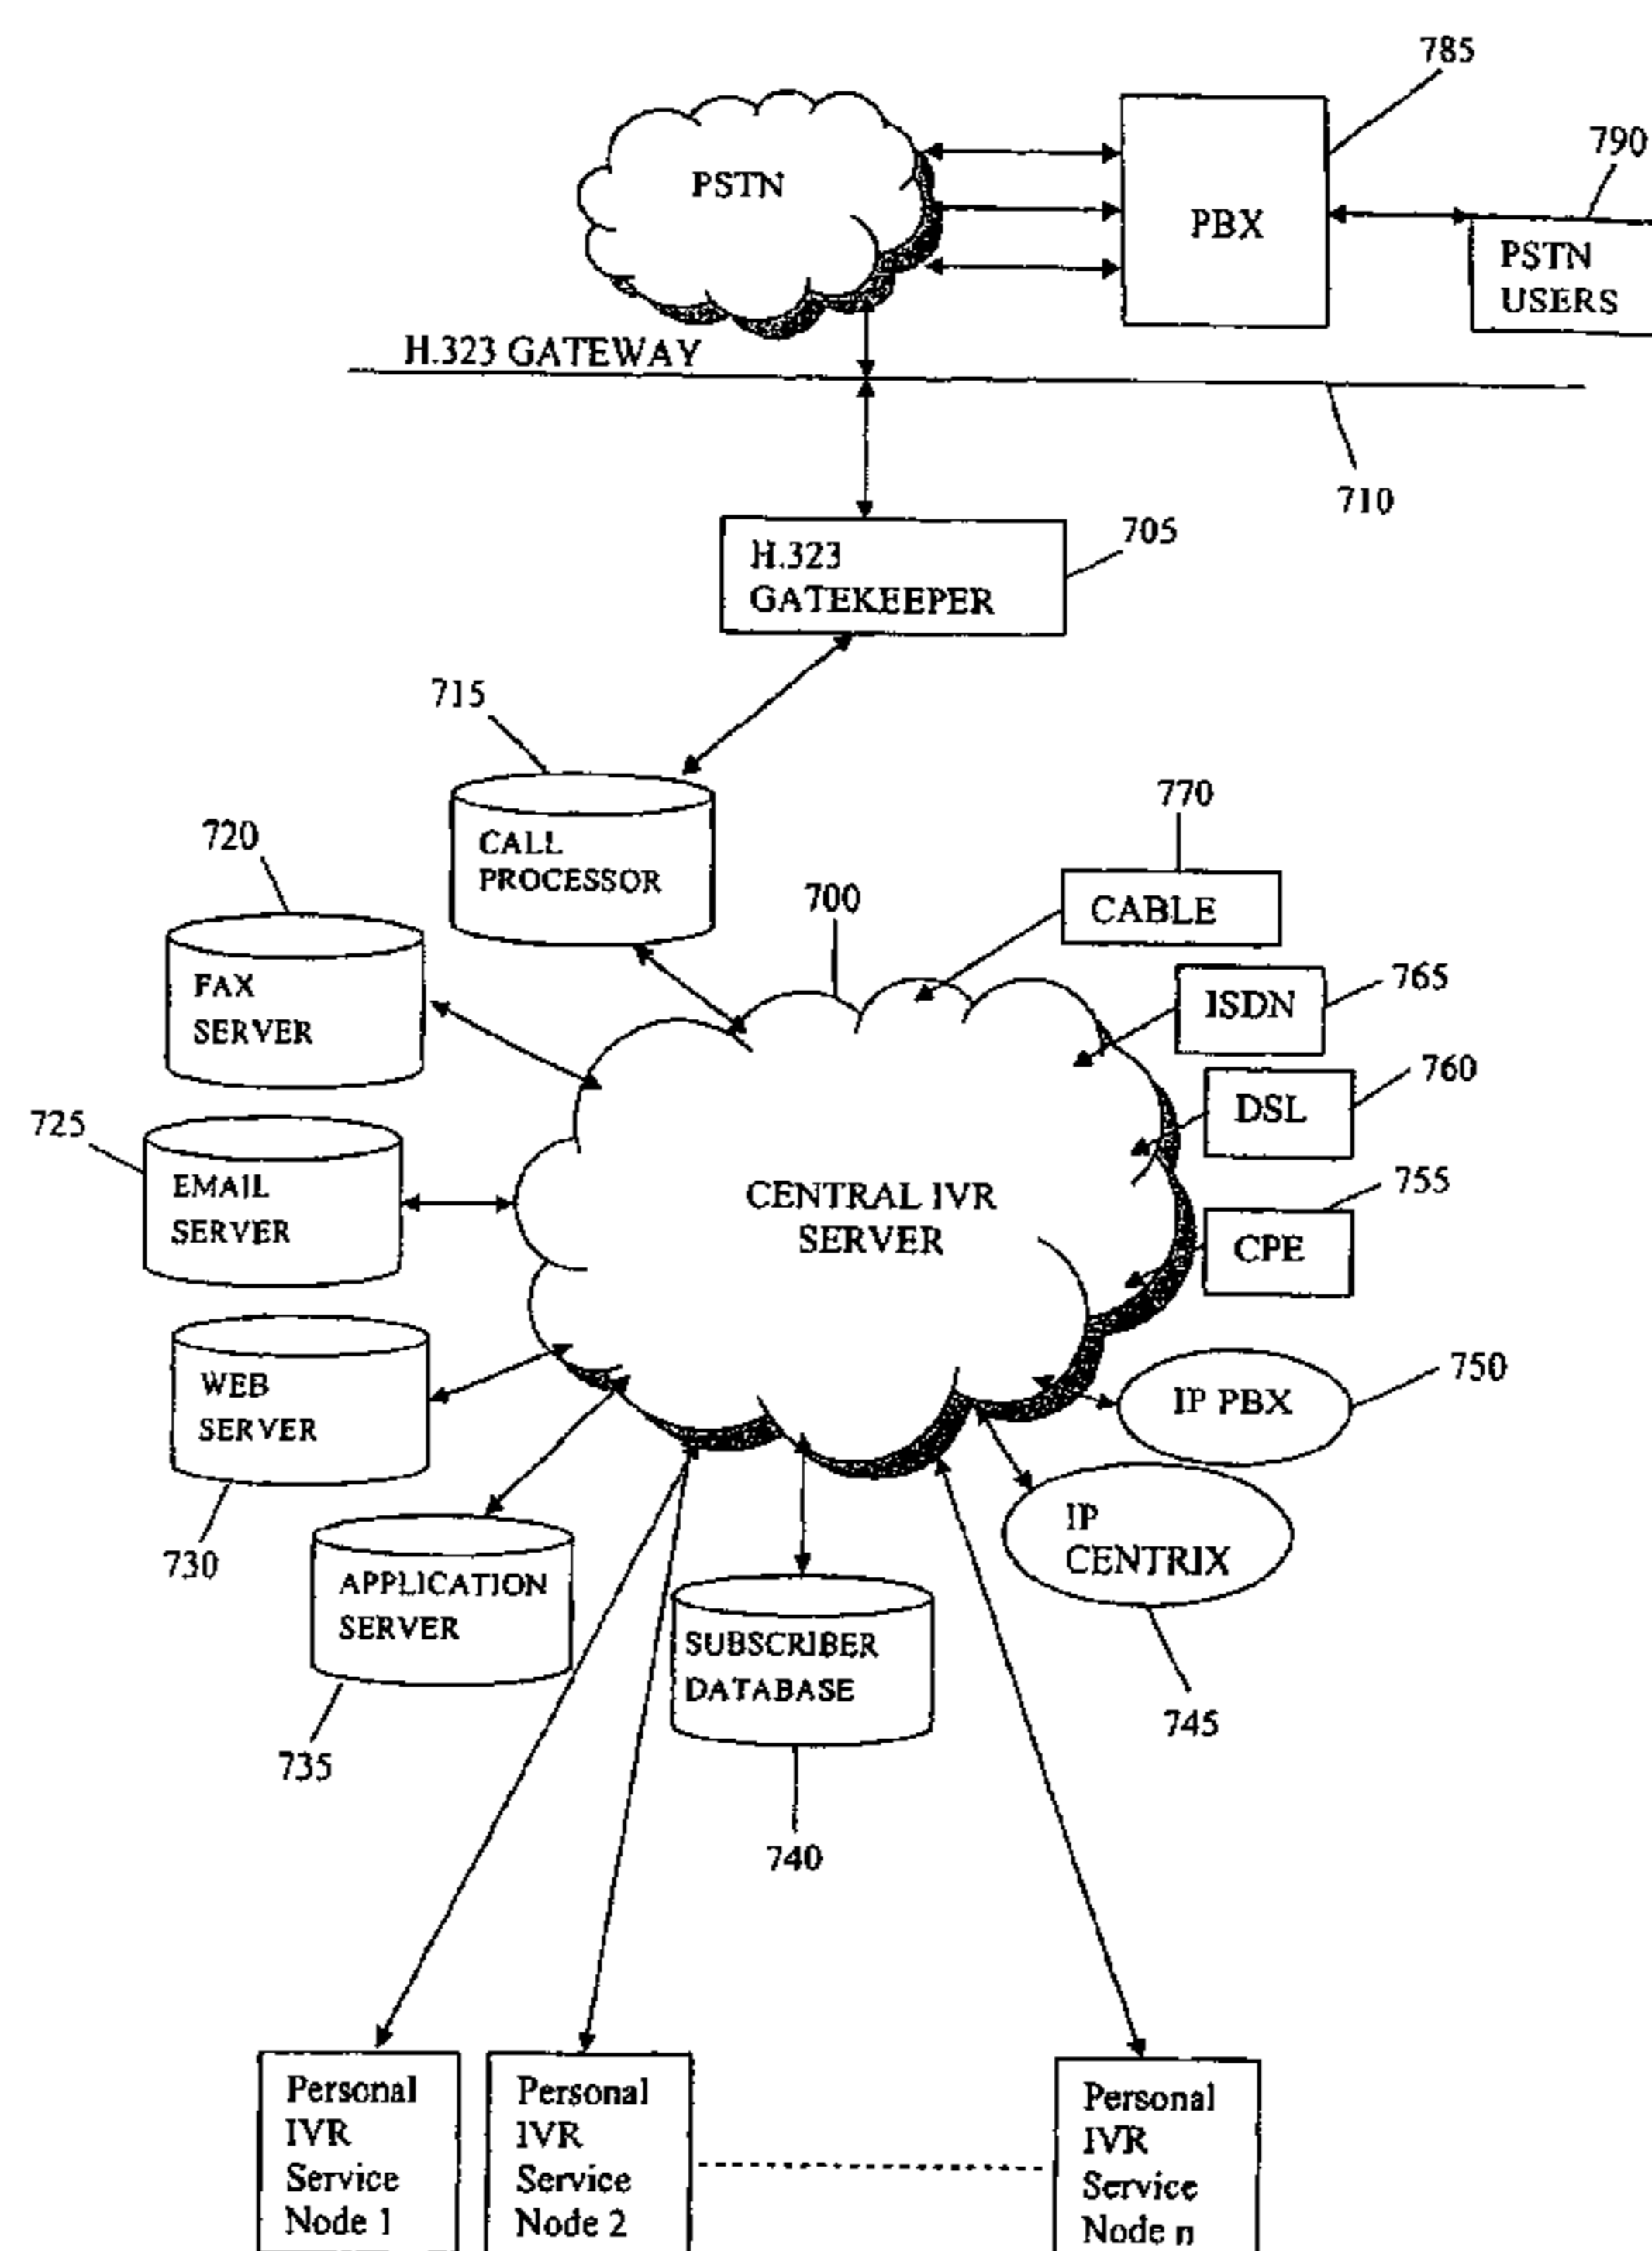 785
790
PSTN
PBX
PSTN
USERS
H.323 GATEWAY
710
H.323
GATEKEEPER
705
715
CALL
PROCESSOR
770
CABLE
720
700
FAX
SERVER
ISDN
765
DSL
760
725
EMAIL
SERVER
CENTRAL IVR
SERVER
755
CPE
WEB
SERVER
IP PBX
750
730
IP
CENTRIX
APPLICATION
SERVER
SUBSCRIBER
DATABASE
745
735
740
Personal
IVR
Service
Node 1
Personal
IVR
Service
Node 2
Personal
IVR
Service
Node n